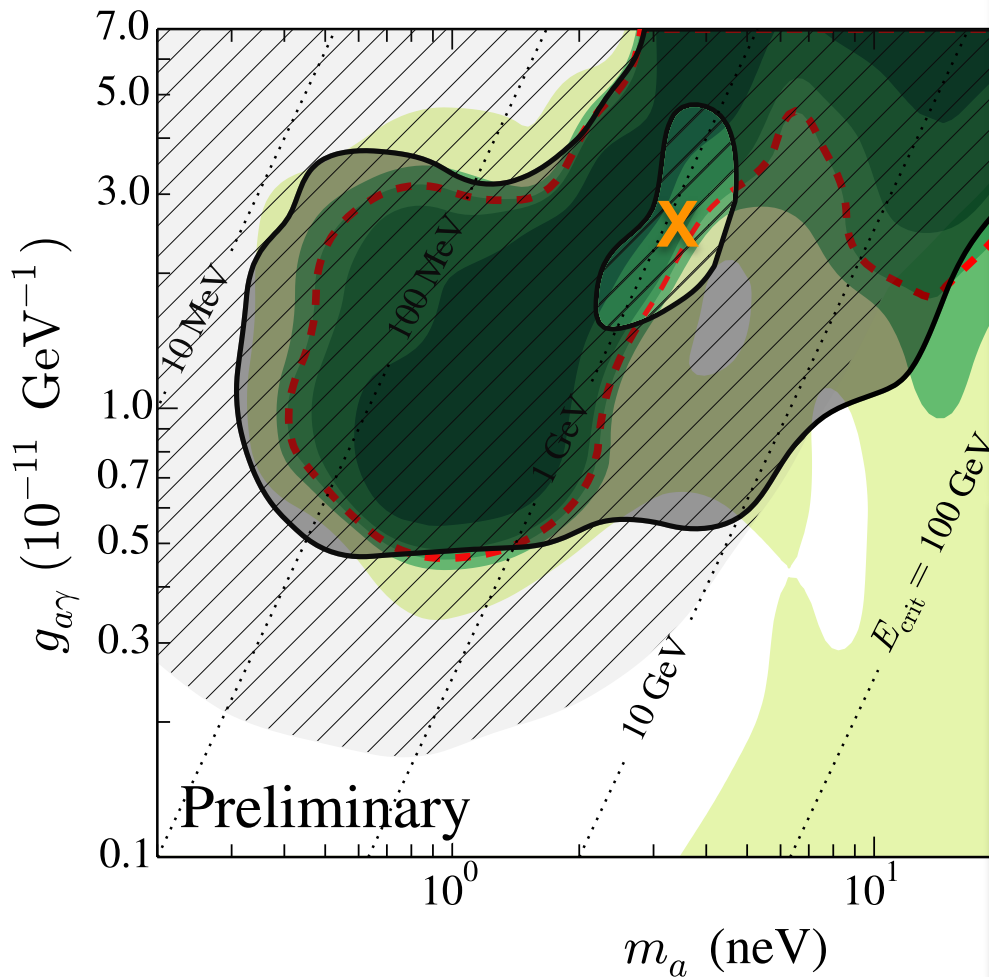 7.0
5.0
3.0
1.0
0.7
0.5
0.3
0.1
g_{aγ} (10^{−11} GeV^{−1})
10 MeV
100 MeV
1 GeV
10 GeV
E_{crit} = 100 GeV
X
Preliminary
10^0
10^1
m_a (neV)